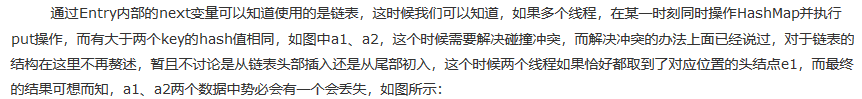 通过Entry内部的next变量可以知道使用的是链表，这时候我们可以知道，如果多个线程，在某一时刻同时操作HashMap并执行
put操作，而有大于两个key的hash值相同，如图中a1、a2，这个时候需要解决碰撞冲突，而解决冲突的办法上面已经说过，对于链表的
结构在这里不再赘述，暂且不讨论是从链表头部插入还是从尾部初入，这个时候两个线程如果恰好都取到了对应位置的头结点e1，而最终
的结果可想而知，a1、a2两个数据中势必会有一个会丢失，如图所示：